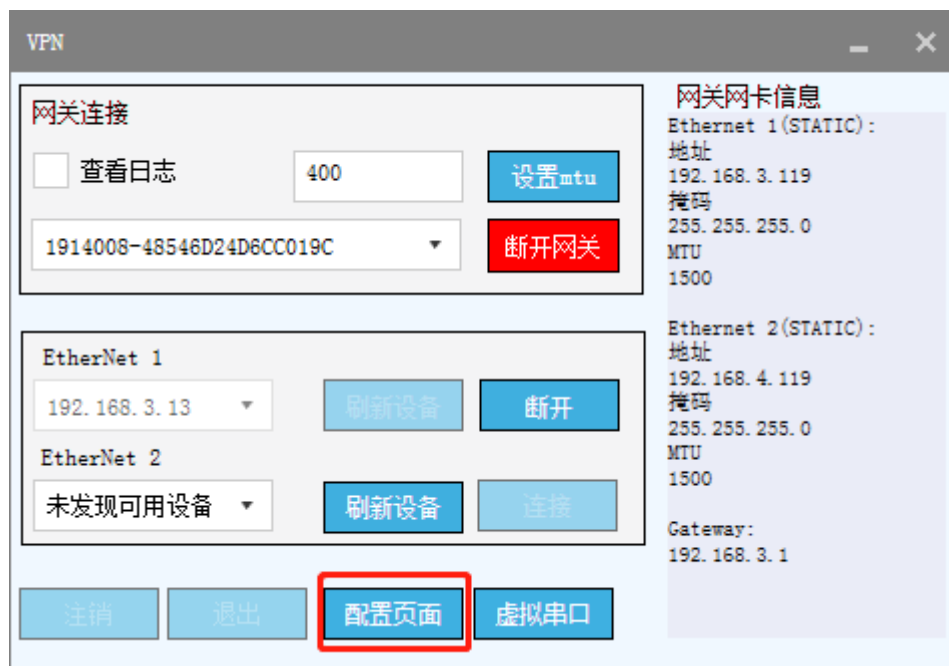 VPN
网关连接
查看日志
400
设置mtu
1914008-48546D24D6CC019C
断开网关
EtherNet 1
192.168.3.13
刷新设备
断开
EtherNet 2
未发现可用设备
刷新设备
连接
注销
退出
配置页面
虚拟串口
网关网卡信息
Ethernet 1(STATIC):
地址
192.168.3.119
掩码
255.255.255.0
MTU
1500
Ethernet 2(STATIC):
地址
192.168.4.119
掩码
255.255.255.0
MTU
1500
Gateway:
192.168.3.1